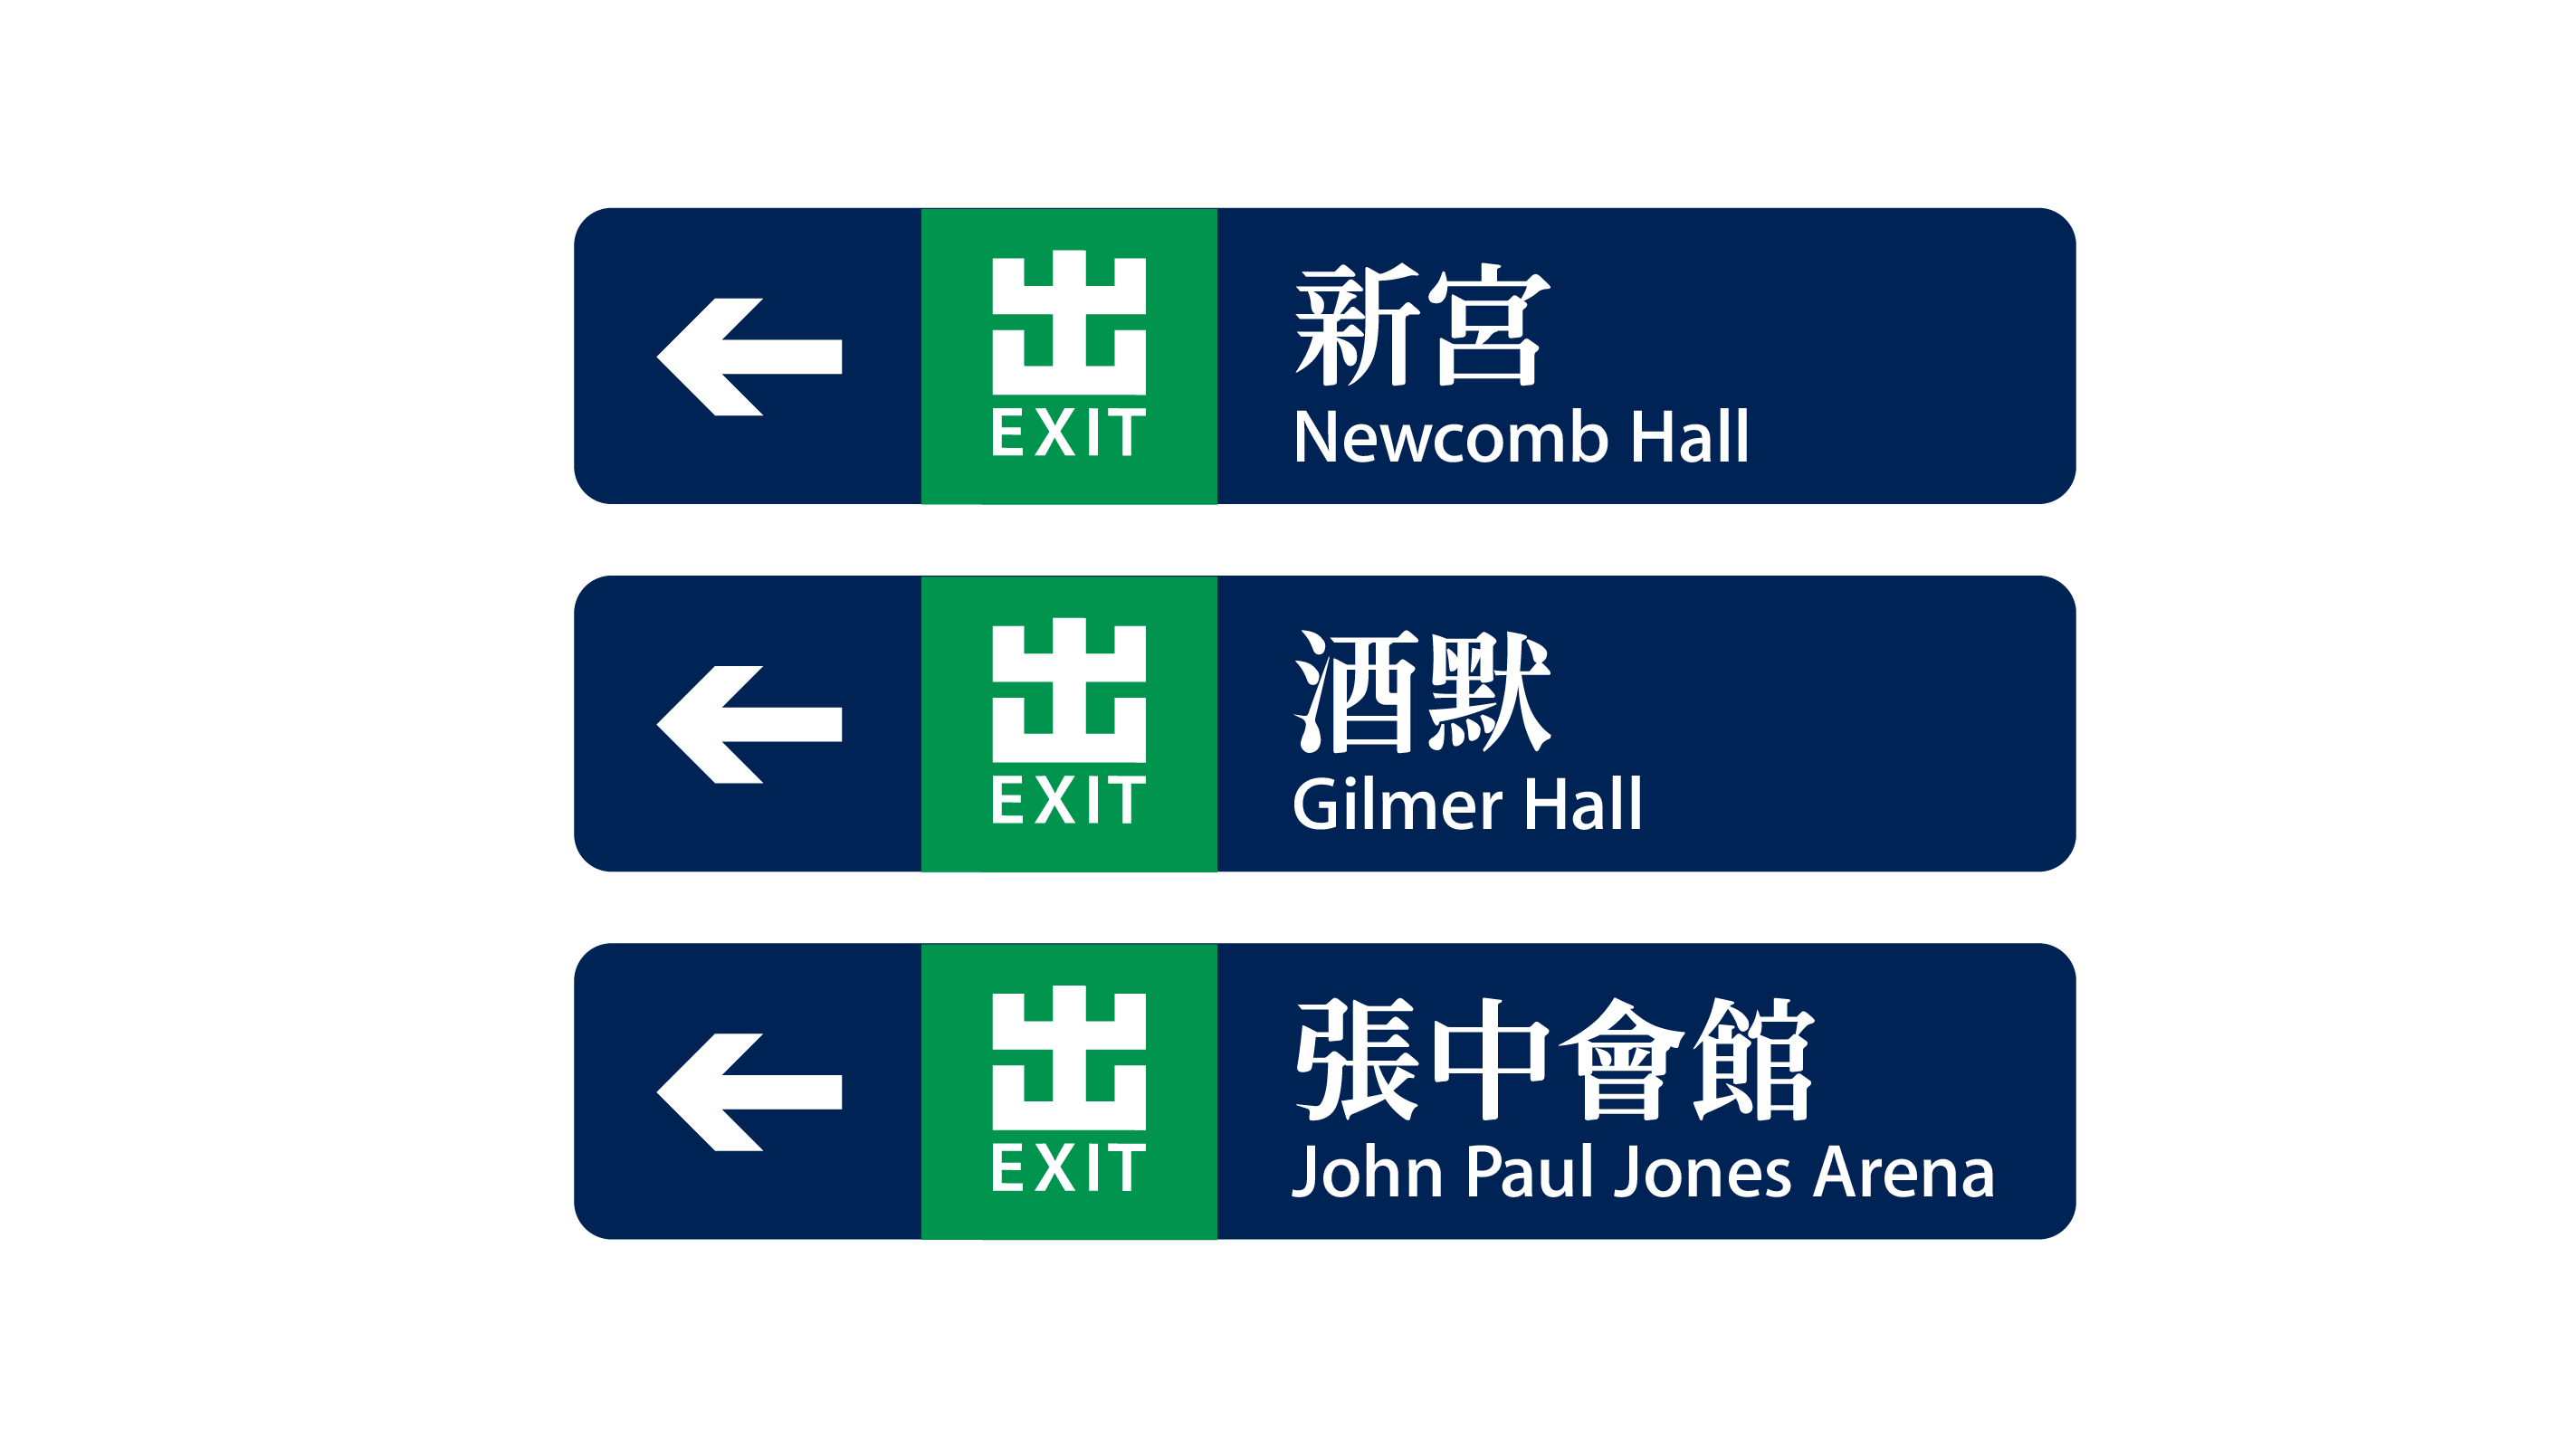 出
EXIT
新宮
Newcomb Hall
出
EXIT
酒默
Gilmer Hall
出
EXIT
張中會館
John Paul Jones Arena